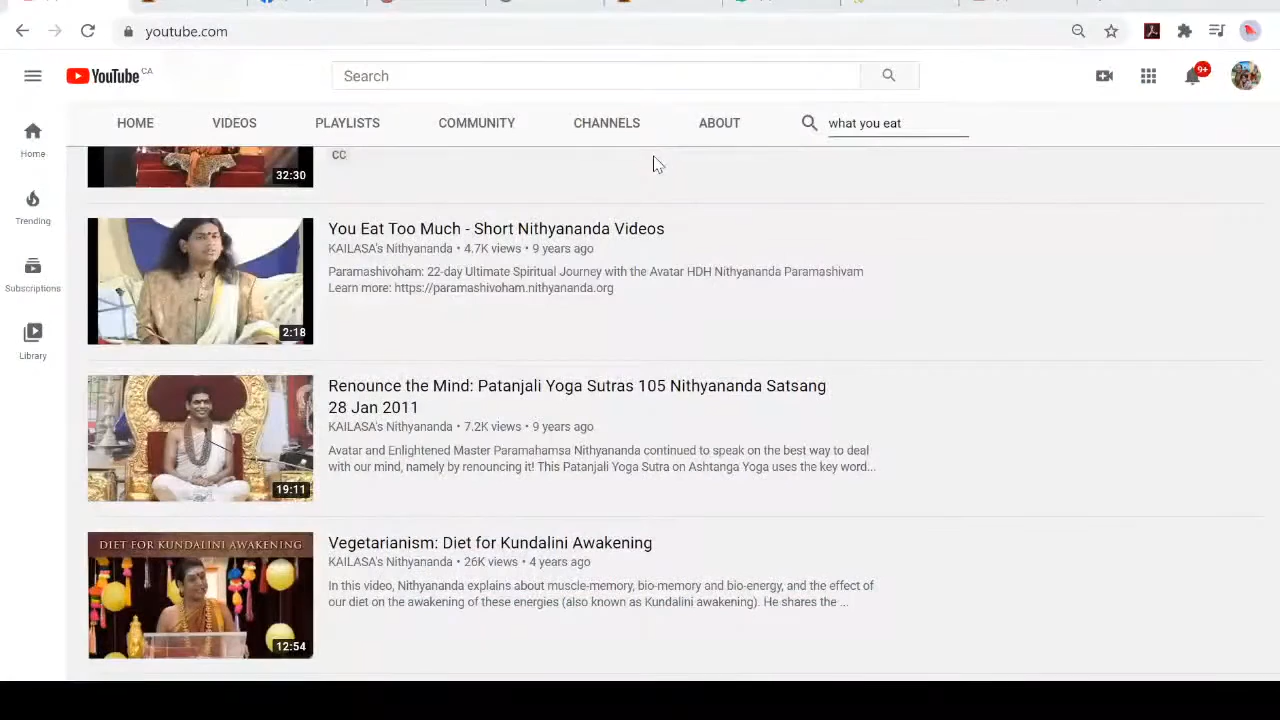 youtube.com
YouTube CA
Search
9+
HOME VIDEOS PLAYLISTS COMMUNITY CHANNELS ABOUT what you eat
Home
Trending
Subscriptions
Library
CC
32:30
You Eat Too Much - Short Nithyananda Videos
KAILASA's Nithyananda • 4.7K views • 9 years ago
Paramashivoham: 22-day Ultimate Spiritual Journey with the Avatar HDH Nithyananda Paramashivam
Learn more: https://paramashivoham.nithyananda.org
2:18
Renounce the Mind: Patanjali Yoga Sutras 105 Nithyananda Satsang
28 Jan 2011
KAILASA's Nithyananda • 7.2K views • 9 years ago
Avatar and Enlightened Master Paramahamsa Nithyananda continued to speak on the best way to deal
with our mind, namely by renouncing it! This Patanjali Yoga Sutra on Ashtanga Yoga uses the key word...
19:11
DIET FOR KUNDALINI AWAKENING
Vegetarianism: Diet for Kundalini Awakening
KAILASA's Nithyananda • 26K views • 4 years ago
In this video, Nithyananda explains about muscle-memory, bio-memory and bio-energy, and the effect of
our diet on the awakening of these energies (also known as Kundalini awakening). He shares the ...
12:54